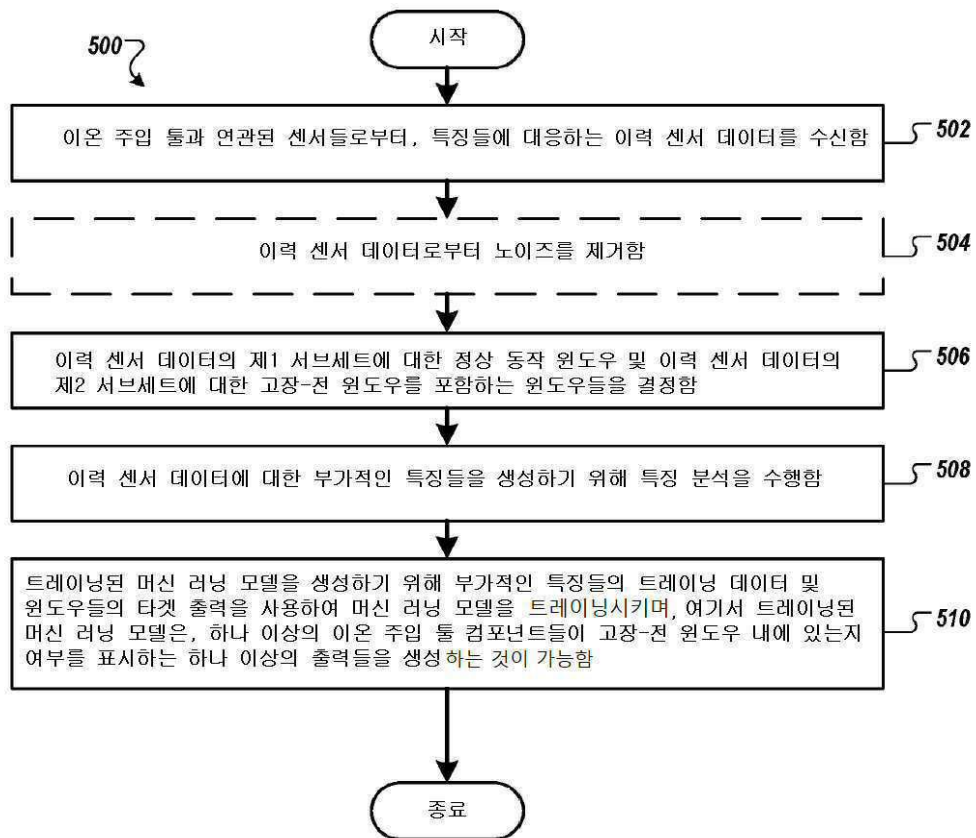 시작
500
이온 주입 툴과 연관된 센서들로부터, 특징들에 대응하는 이력 센서 데이터를 수신함
502
이력 센서 데이터로부터 노이즈를 제거함
504
이력 센서 데이터의 제1 서브세트에 대한 정상 동작 윈도우 및 이력 센서 데이터의
제2 서브세트에 대한 고장-전 윈도우를 포함하는 윈도우들을 결정함
506
이력 센서 데이터에 대한 부가적인 특징들을 생성하기 위해 특징 분석을 수행함
508
트레이닝된 머신 러닝 모델을 생성하기 위해 부가적인 특징들의 트레이닝 데이터 및
윈도우들의 타겟 출력을 사용하여 머신 러닝 모델을 트레이닝시키며, 여기서 트레이닝된
머신 러닝 모델은, 하나 이상의 이온 주입 툴 컴포넌트들이 고장-전 윈도우 내에 있는지
여부를 표시하는 하나 이상의 출력들을 생성하는 것이 가능함
510
종료